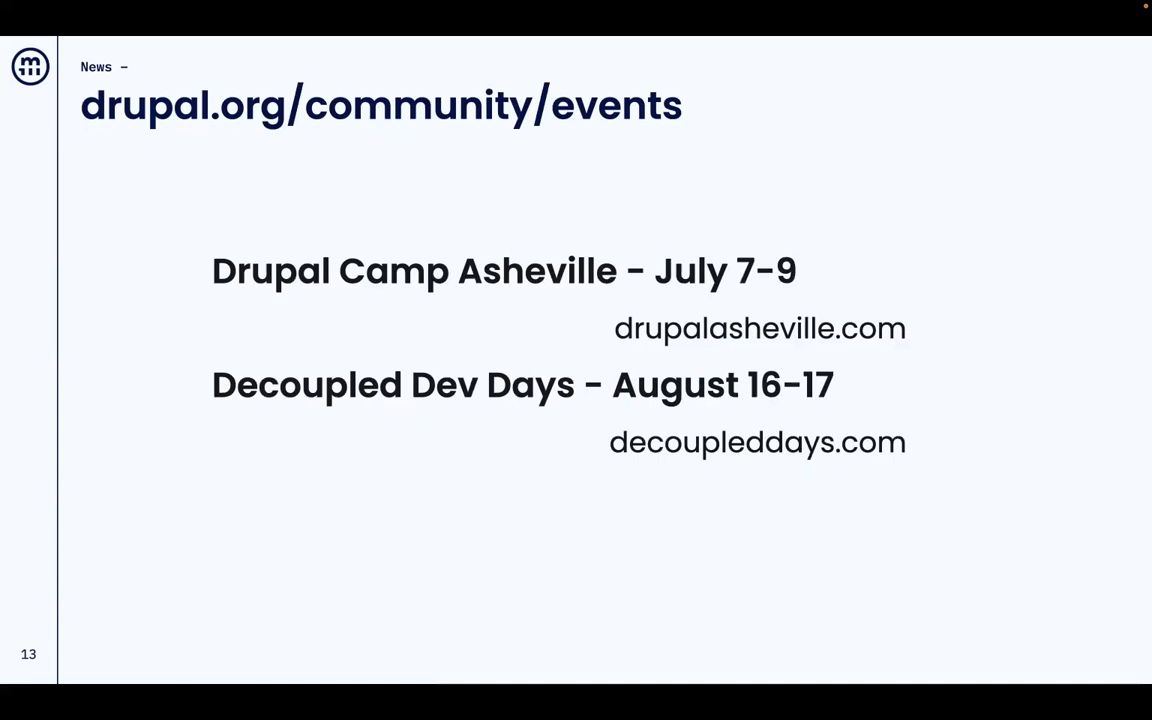 News –
drupal.org/community/events
Drupal Camp Asheville - July 7-9
drupalasheville.com
Decoupled Dev Days - August 16-17
decoupleddays.com
13